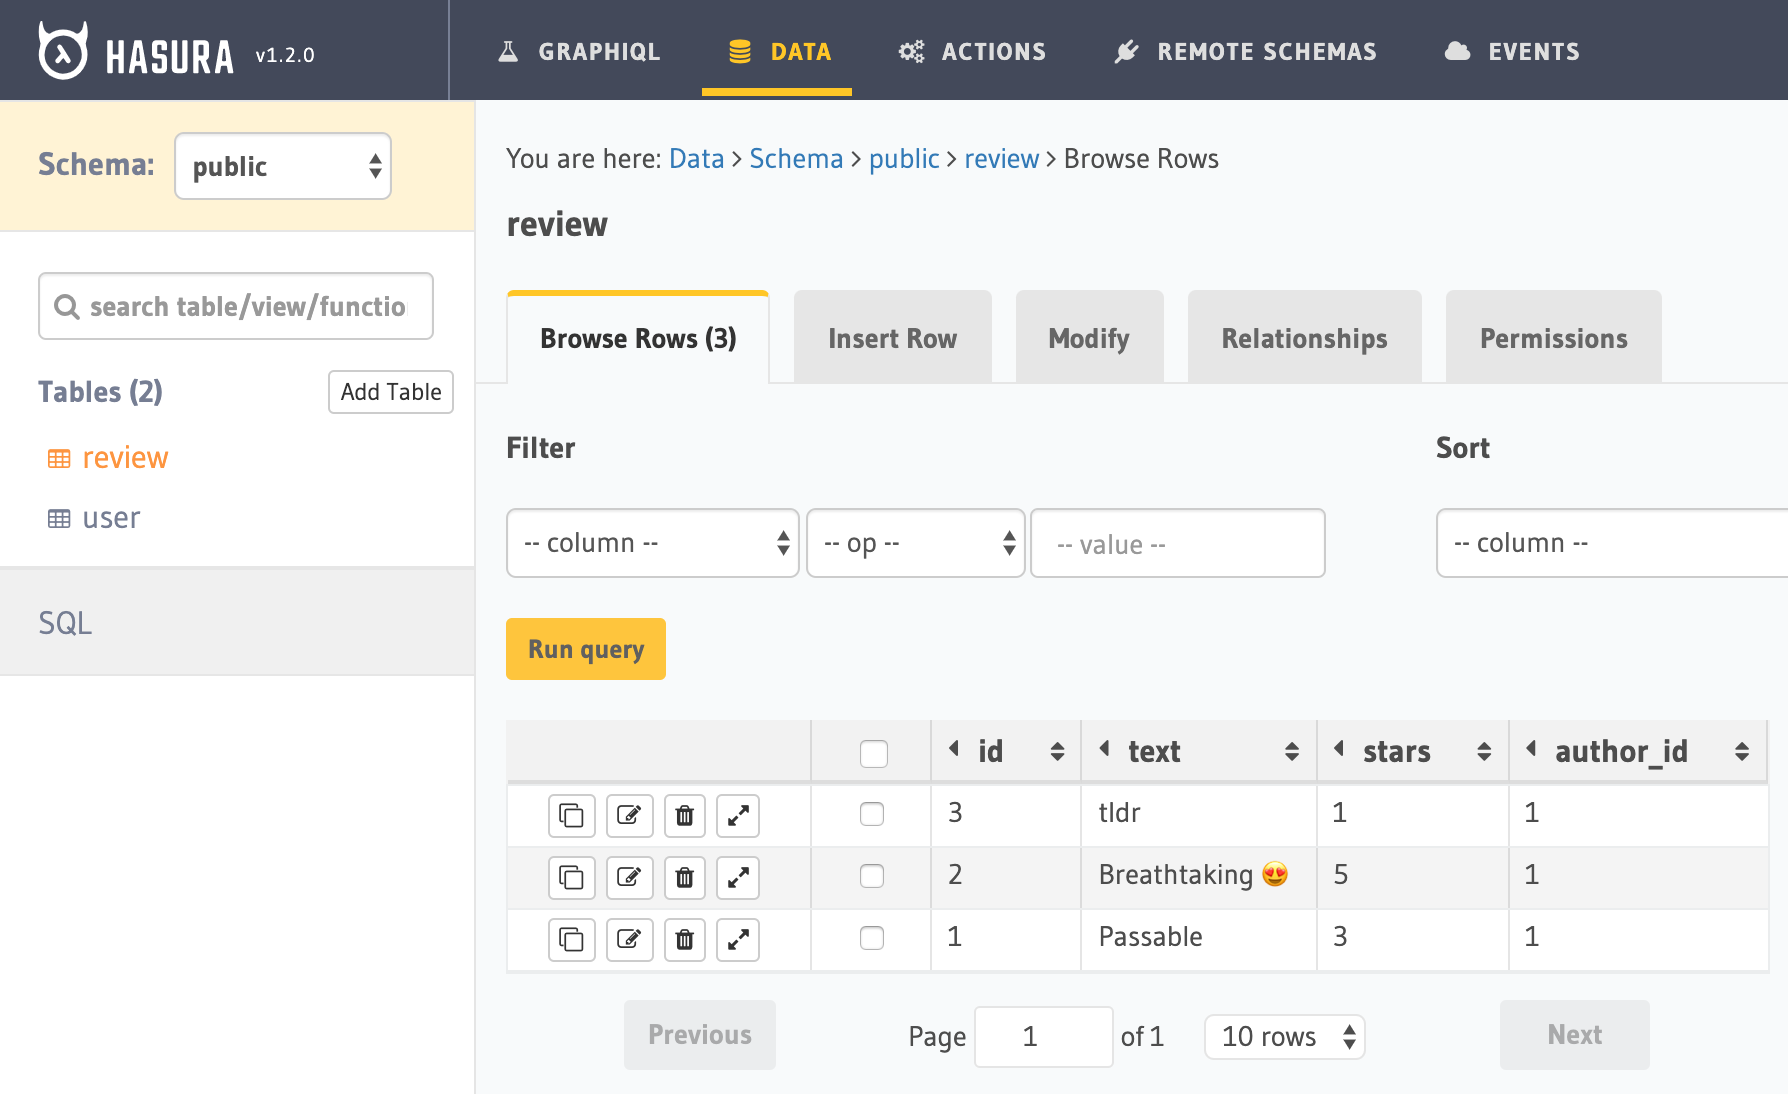 HASURA v1.2.0
GRAPHIQL
DATA
ACTIONS
REMOTE SCHEMAS
EVENTS
Schema: public
search table/view/functio
Tables (2)
Add Table
review
user
SQL
You are here: Data > Schema > public > review > Browse Rows
review
Browse Rows (3)
Insert Row
Modify
Relationships
Permissions
Filter
Sort
-- column --
-- op --
-- value --
-- column --
Run query
id text stars author_id
3 tldr 1 1
2 Breathtaking 😍 5 1
1 Passable 3 1
Previous
Page 1 of 1
10 rows
Next